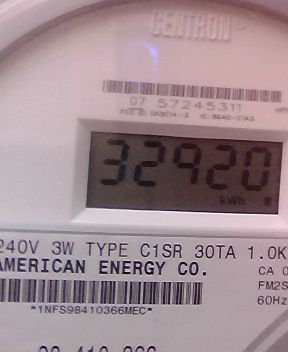 CENTRON
07 57245311
32920
kWh
240V 3W TYPE C1SR 30TA 1.0K
AMERICAN ENERGY CO.
CA 0
FM2S
60Hz
*1NFS98410366MEC*